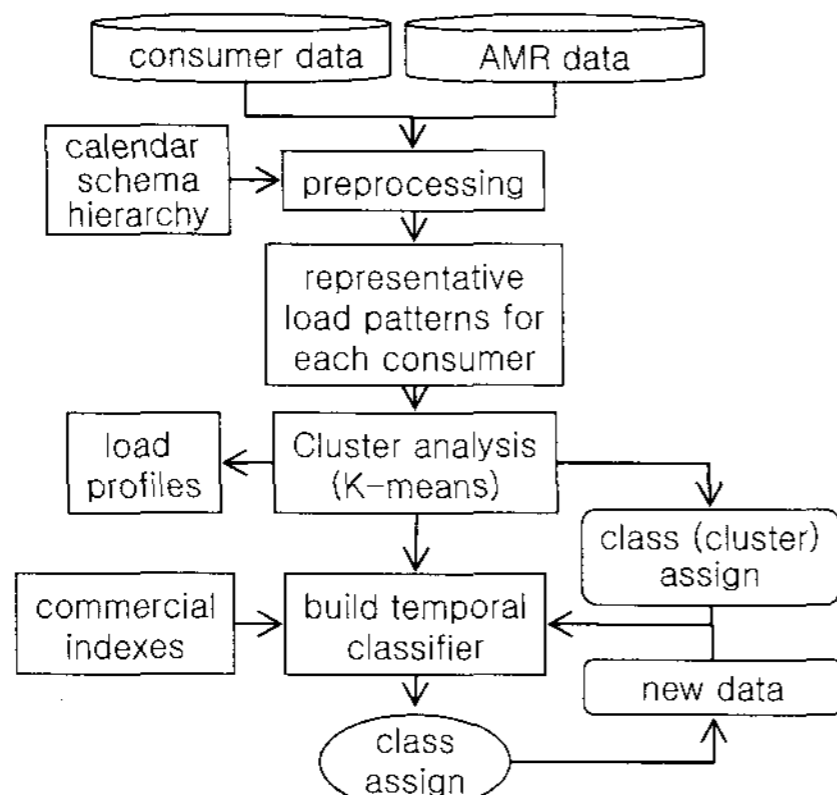 consumer data
AMR data
calendar
schema
hierarchy
preprocessing
representative
load patterns for
each consumer
load
profiles
Cluster analysis
(K-means)
class (cluster)
assign
commercial
indexes
build temporal
classifier
new data
class
assign